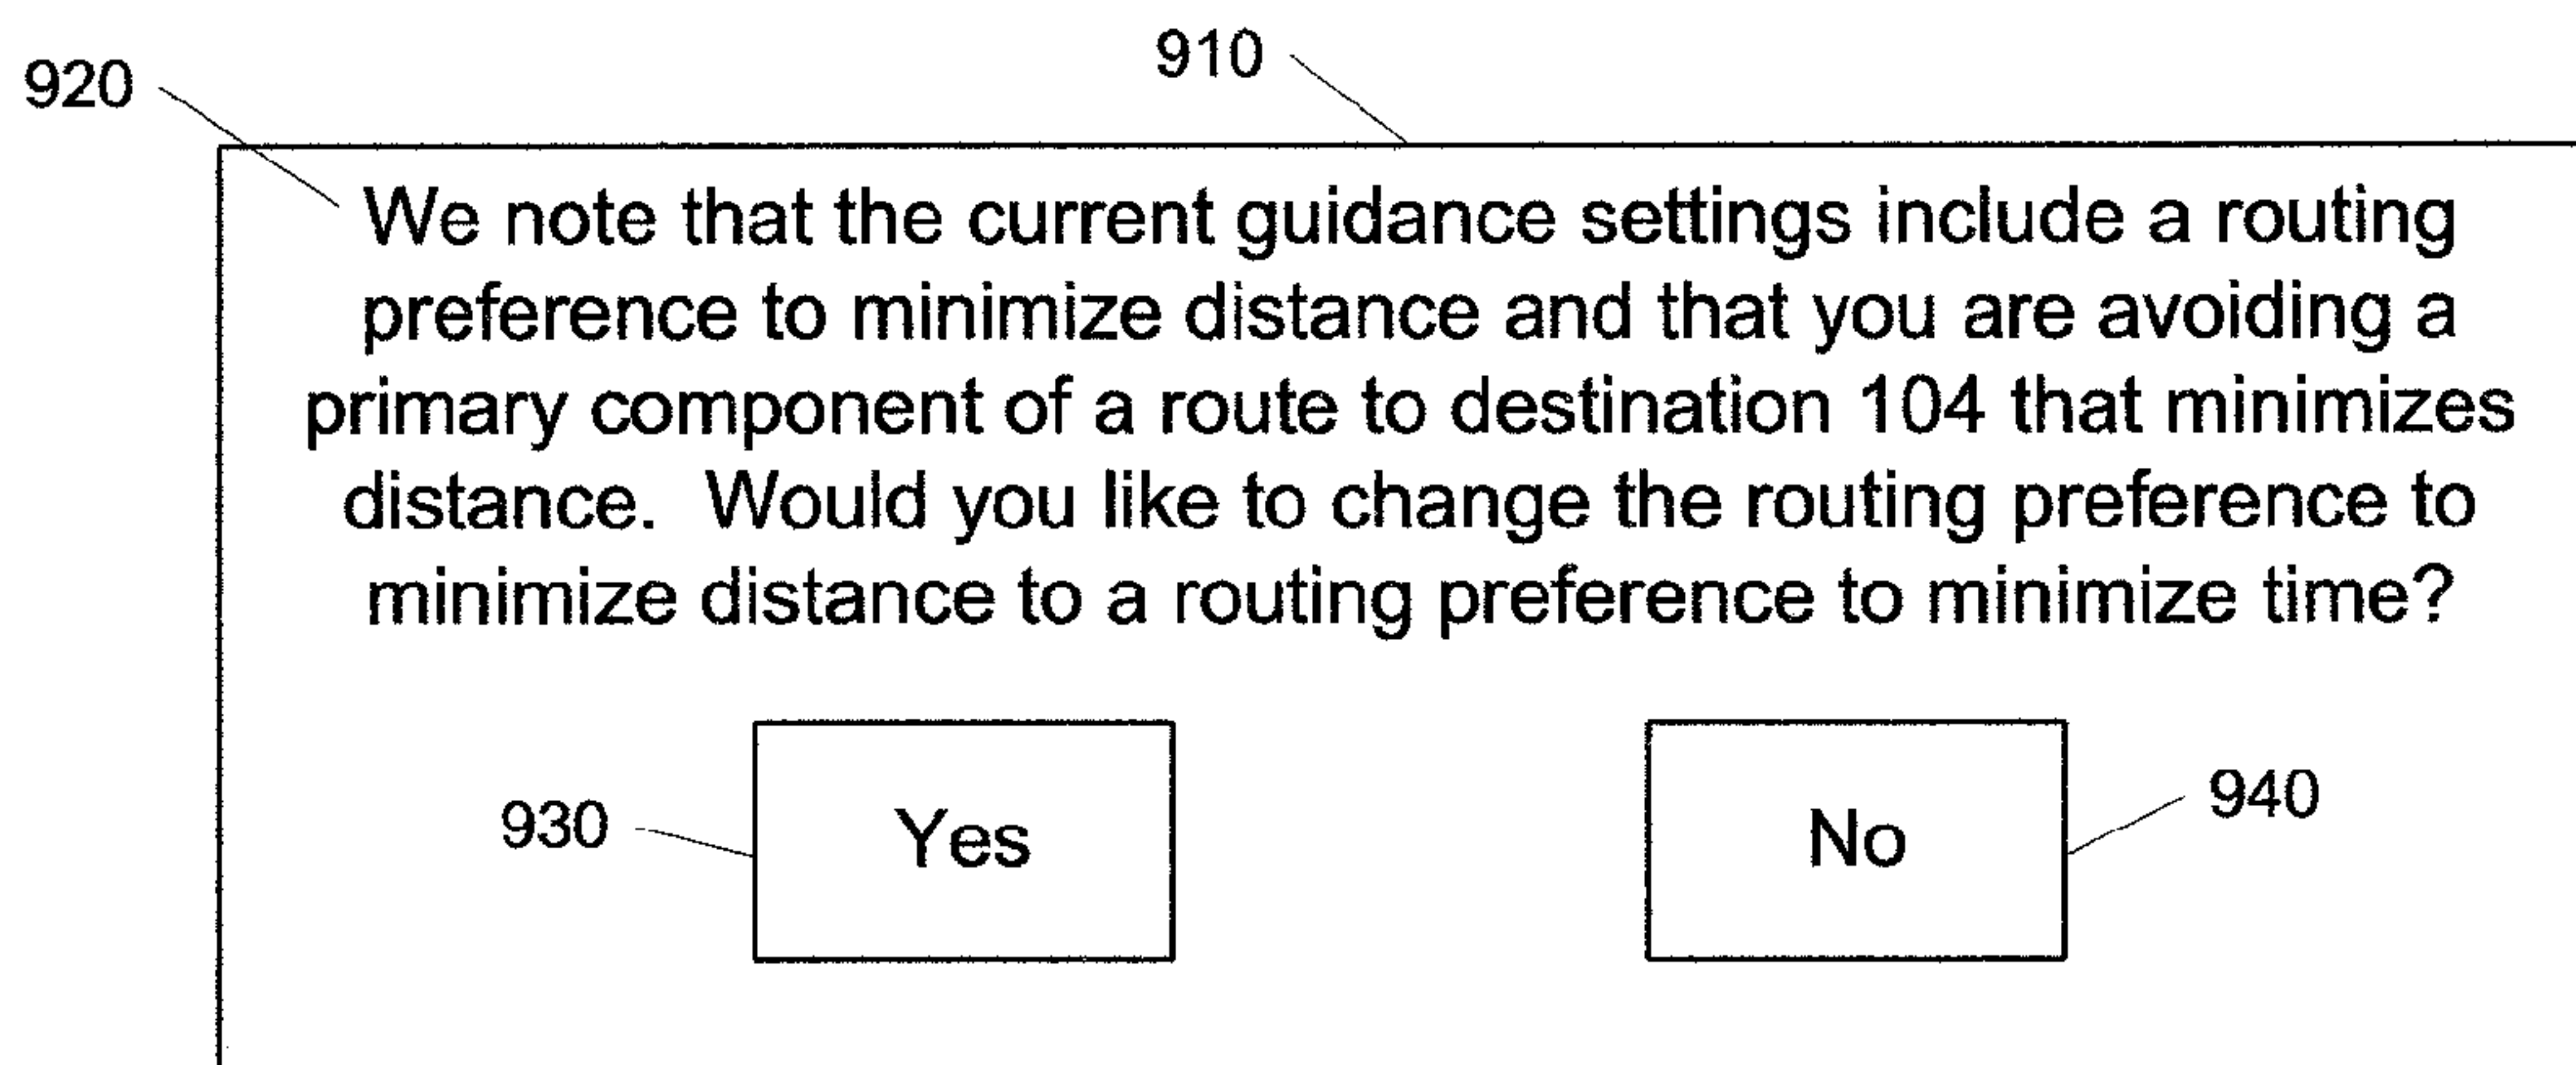 910
920
We note that the current guidance settings include a routing
preference to minimize distance and that you are avoiding a
primary component of a route to destination 104 that minimizes
distance.  Would you like to change the routing preference to
minimize distance to a routing preference to minimize time?
930
Yes
No
940